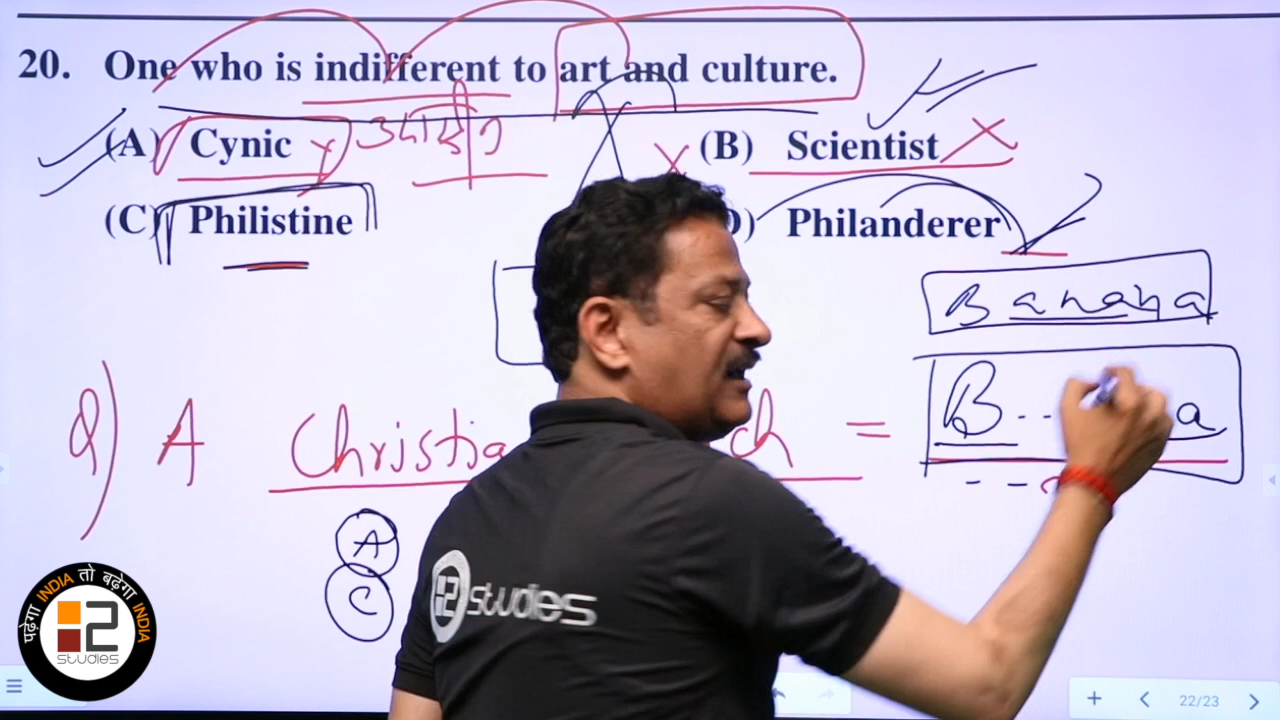 20. One who is indifferent to art and culture.
(A) Cynic उदासीन (B) Scientist
(C) Philistine D) Philanderer
Banana
Q) A Christia ch = B.. a
A
C
पढ़ेगा INDIA तो बढ़ेगा INDIA
studies
studies
22/23